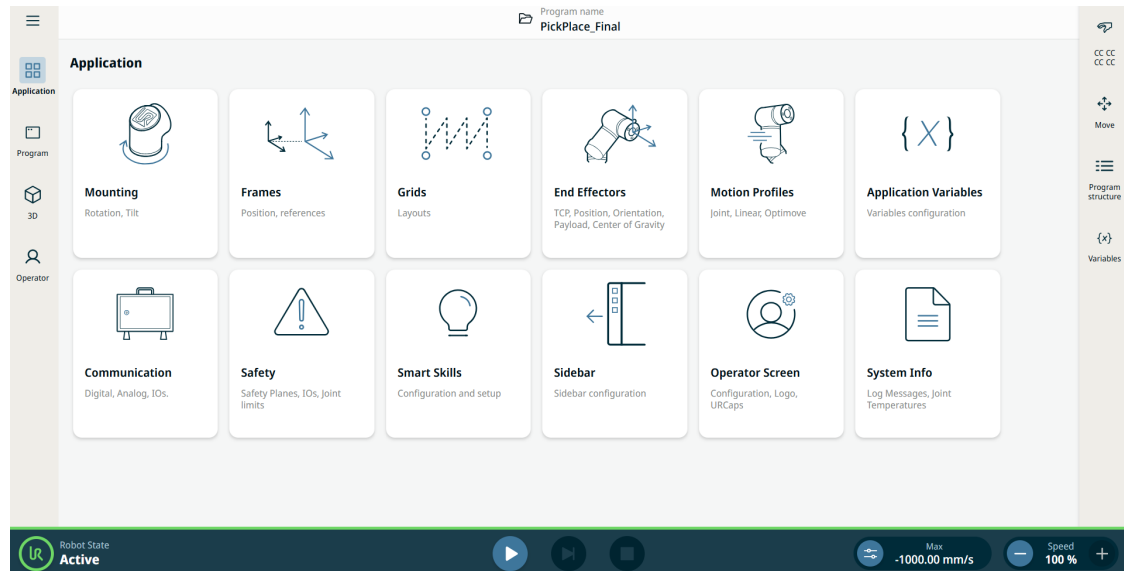 Program name
PickPlace_Final
Application
Application
Program
3D
Operator
Mounting
Rotation, Tilt
Frames
Position, references
Grids
Layouts
End Effectors
TCP, Position, Orientation,
Payload, Center of Gravity
Motion Profiles
Joint, Linear, Optimove
{ X }
Application Variables
Variables configuration
Communication
Digital, Analog, IOs.
Safety
Safety Planes, IOs, Joint
limits
Smart Skills
Configuration and setup
Sidebar
Sidebar configuration
Operator Screen
Configuration, Logo,
URCaps
System Info
Log Messages, Joint
Temperatures
CC CC
CC CC
Move
Program
structure
{x}
Variables
UR
Robot State
Active
Max
-1000.00 mm/s
Speed
100 %